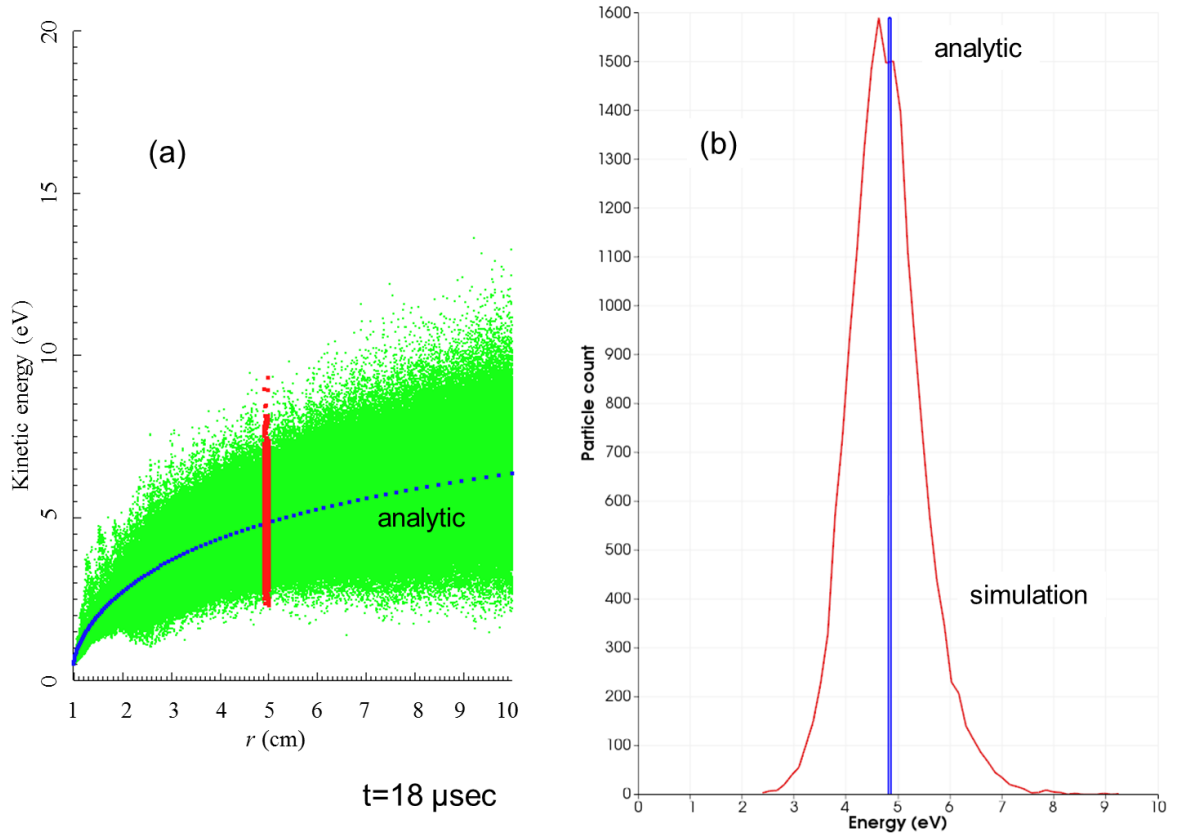 20
15
10
5
0
Kinetic energy (eV)
(a)
analytic
1 2 3 4 5 6 7 8 9 10
r (cm)
t=18 µsec
1600
1500
1400
1300
1200
1100
1000
900
800
700
600
500
400
300
200
100
0
Particle count
analytic
(b)
simulation
0 1 2 3 4 5 6 7 8 9 10
Energy (eV)